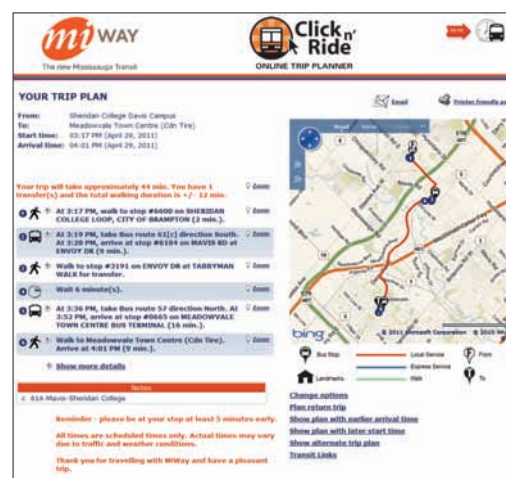 mi WAY
The new Mississauga Transit
Click n'
Ride
ONLINE TRIP PLANNER
YOUR TRIP PLAN
From: Sheridan College Davis Campus
To: Meadowvale Town Centre (Cdn Tire)
Start time: 03:17 PM (April 29, 2011)
Arrival time: 04:01 PM (April 29, 2011)
Email
Printer friendly
Your trip will take approximately 44 min. You have 1
transfer(s) and the total walking duration is +/- 12 min.
Zoom
1 At 3:17 PM, walk to stop #6600 on SHERIDAN
COLLEGE LOOP, CITY OF BRAMPTON (2 min.).
Zoom
2 At 3:19 PM, take Bus route 61[c] direction South.
At 3:28 PM, arrive at stop #6184 on MAVIS RD at
ENVOY DR (9 min.).
Zoom
3 Walk to stop #3191 on ENVOY DR at TABBYMAN
WALK for transfer.
Zoom
4 Wait 6 minute(s).
5 At 3:36 PM, take Bus route 57 direction North. At
3:52 PM, arrive at stop #0665 on MEADOWVALE
TOWN CENTRE BUS TERMINAL (16 min.).
Zoom
6 Walk to Meadowvale Town Centre (Cdn Tire).
Arrive at 4:01 PM (9 min.).
Zoom
Show more details
Notes
c 61A Mavis-Sheridan College
Reminder - please be at your stop at least 5 minutes early.
All times are scheduled times only. Actual times may vary
due to traffic and weather conditions.
Thank you for travelling with MiWay and have a pleasant
trip.
Road
bing
© 2011 Microsoft Corporation
Bus Stop
Local Service
From
Express Service
Landmarks
Walk
To
Change options
Plan return trip
Show plan with earlier arrival time
Show plan with later start time
Show alternate trip plan
Transit Links